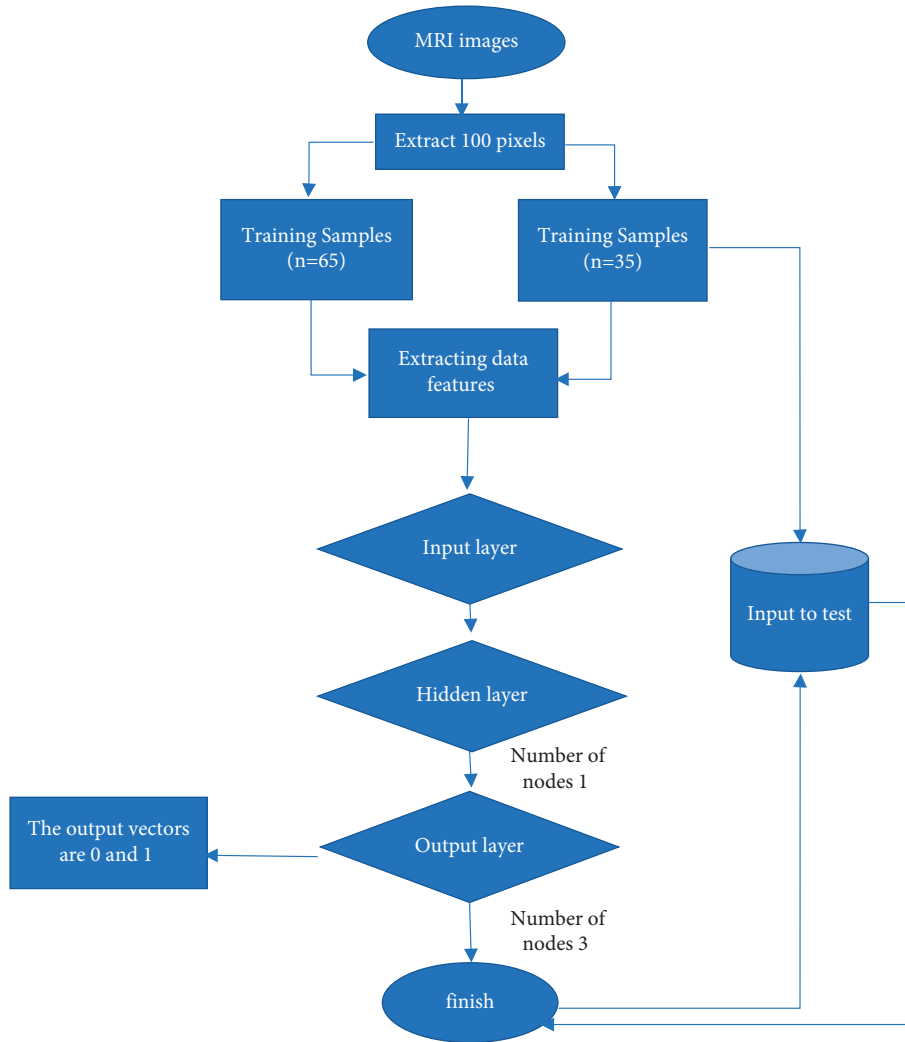 MRI images
Extract 100 pixels
Training Samples
(n=65)
Training Samples
(n=35)
Extracting data
features
Input layer
Input to test
Hidden layer
Number of
nodes 1
The output vectors
are 0 and 1
Output layer
Number of
nodes 3
finish